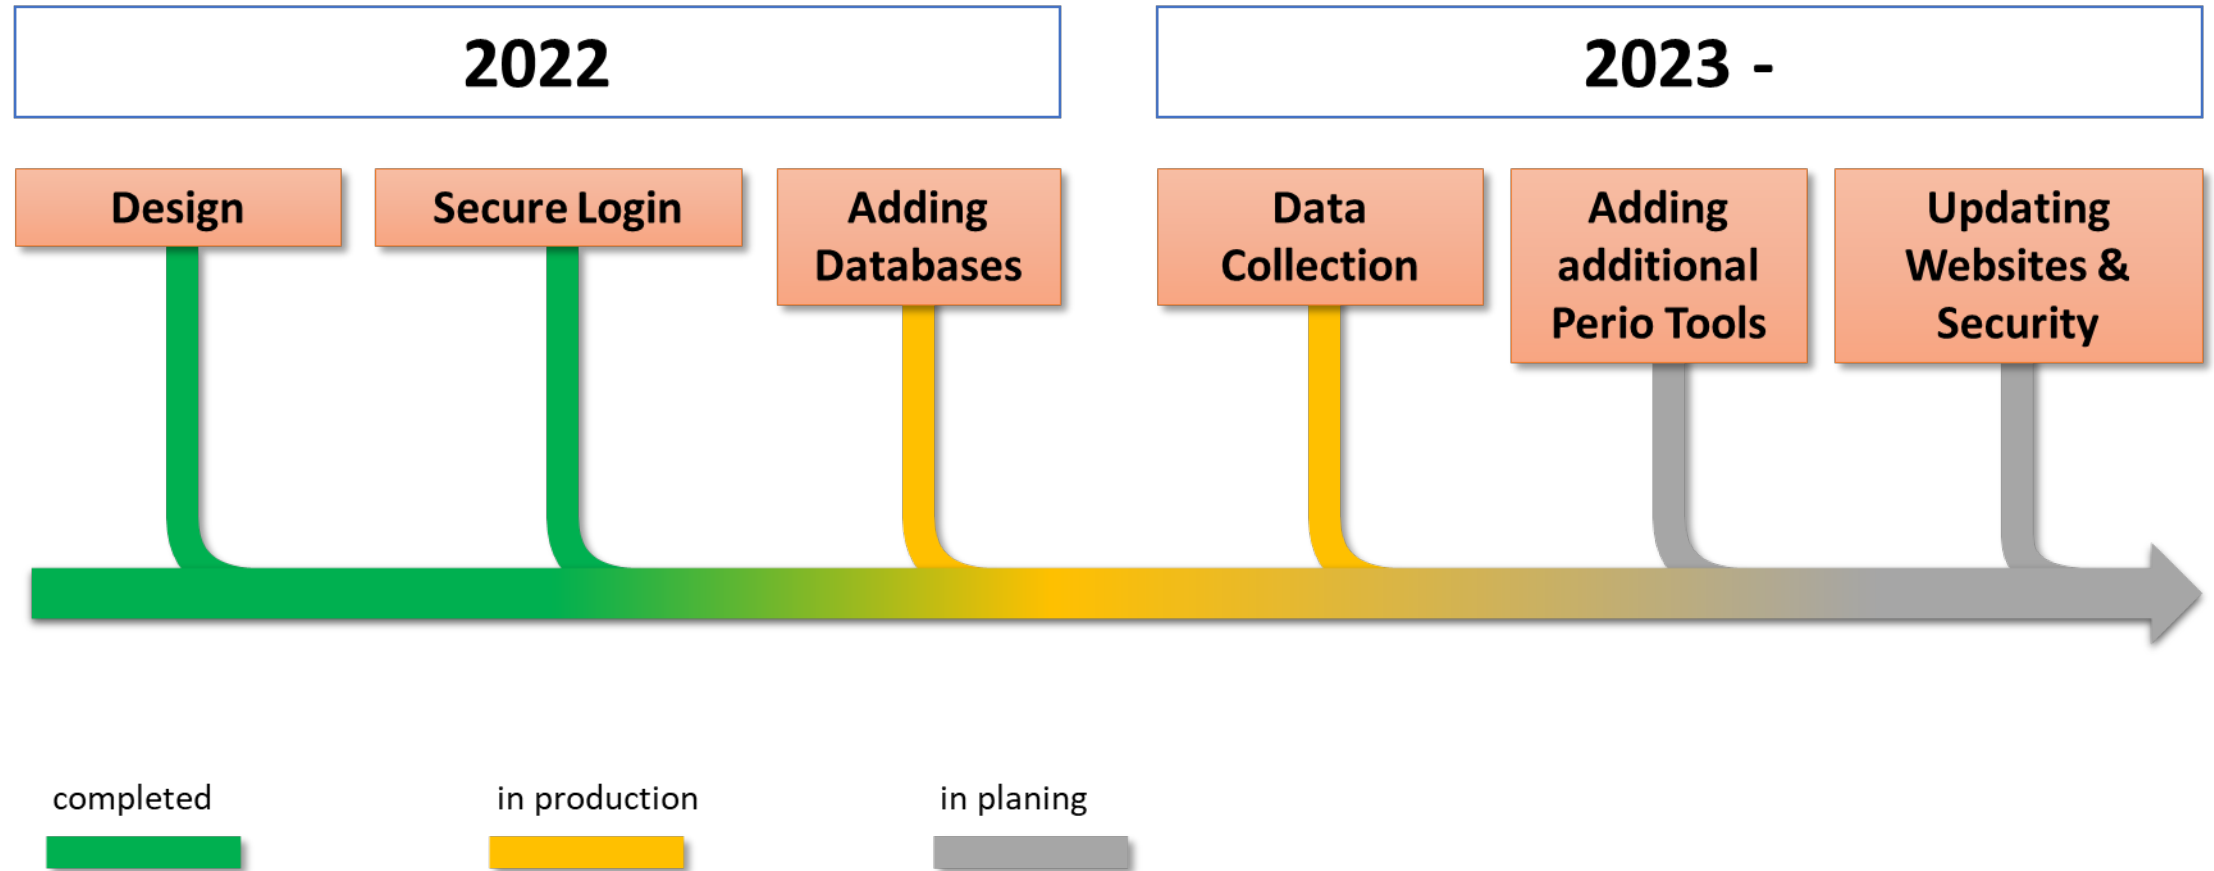 2022
2023 -
Design
Secure Login
Adding
Databases
Data
Collection
Adding
additional
Perio Tools
Updating
Websites &
Security
completed
in production
in planing